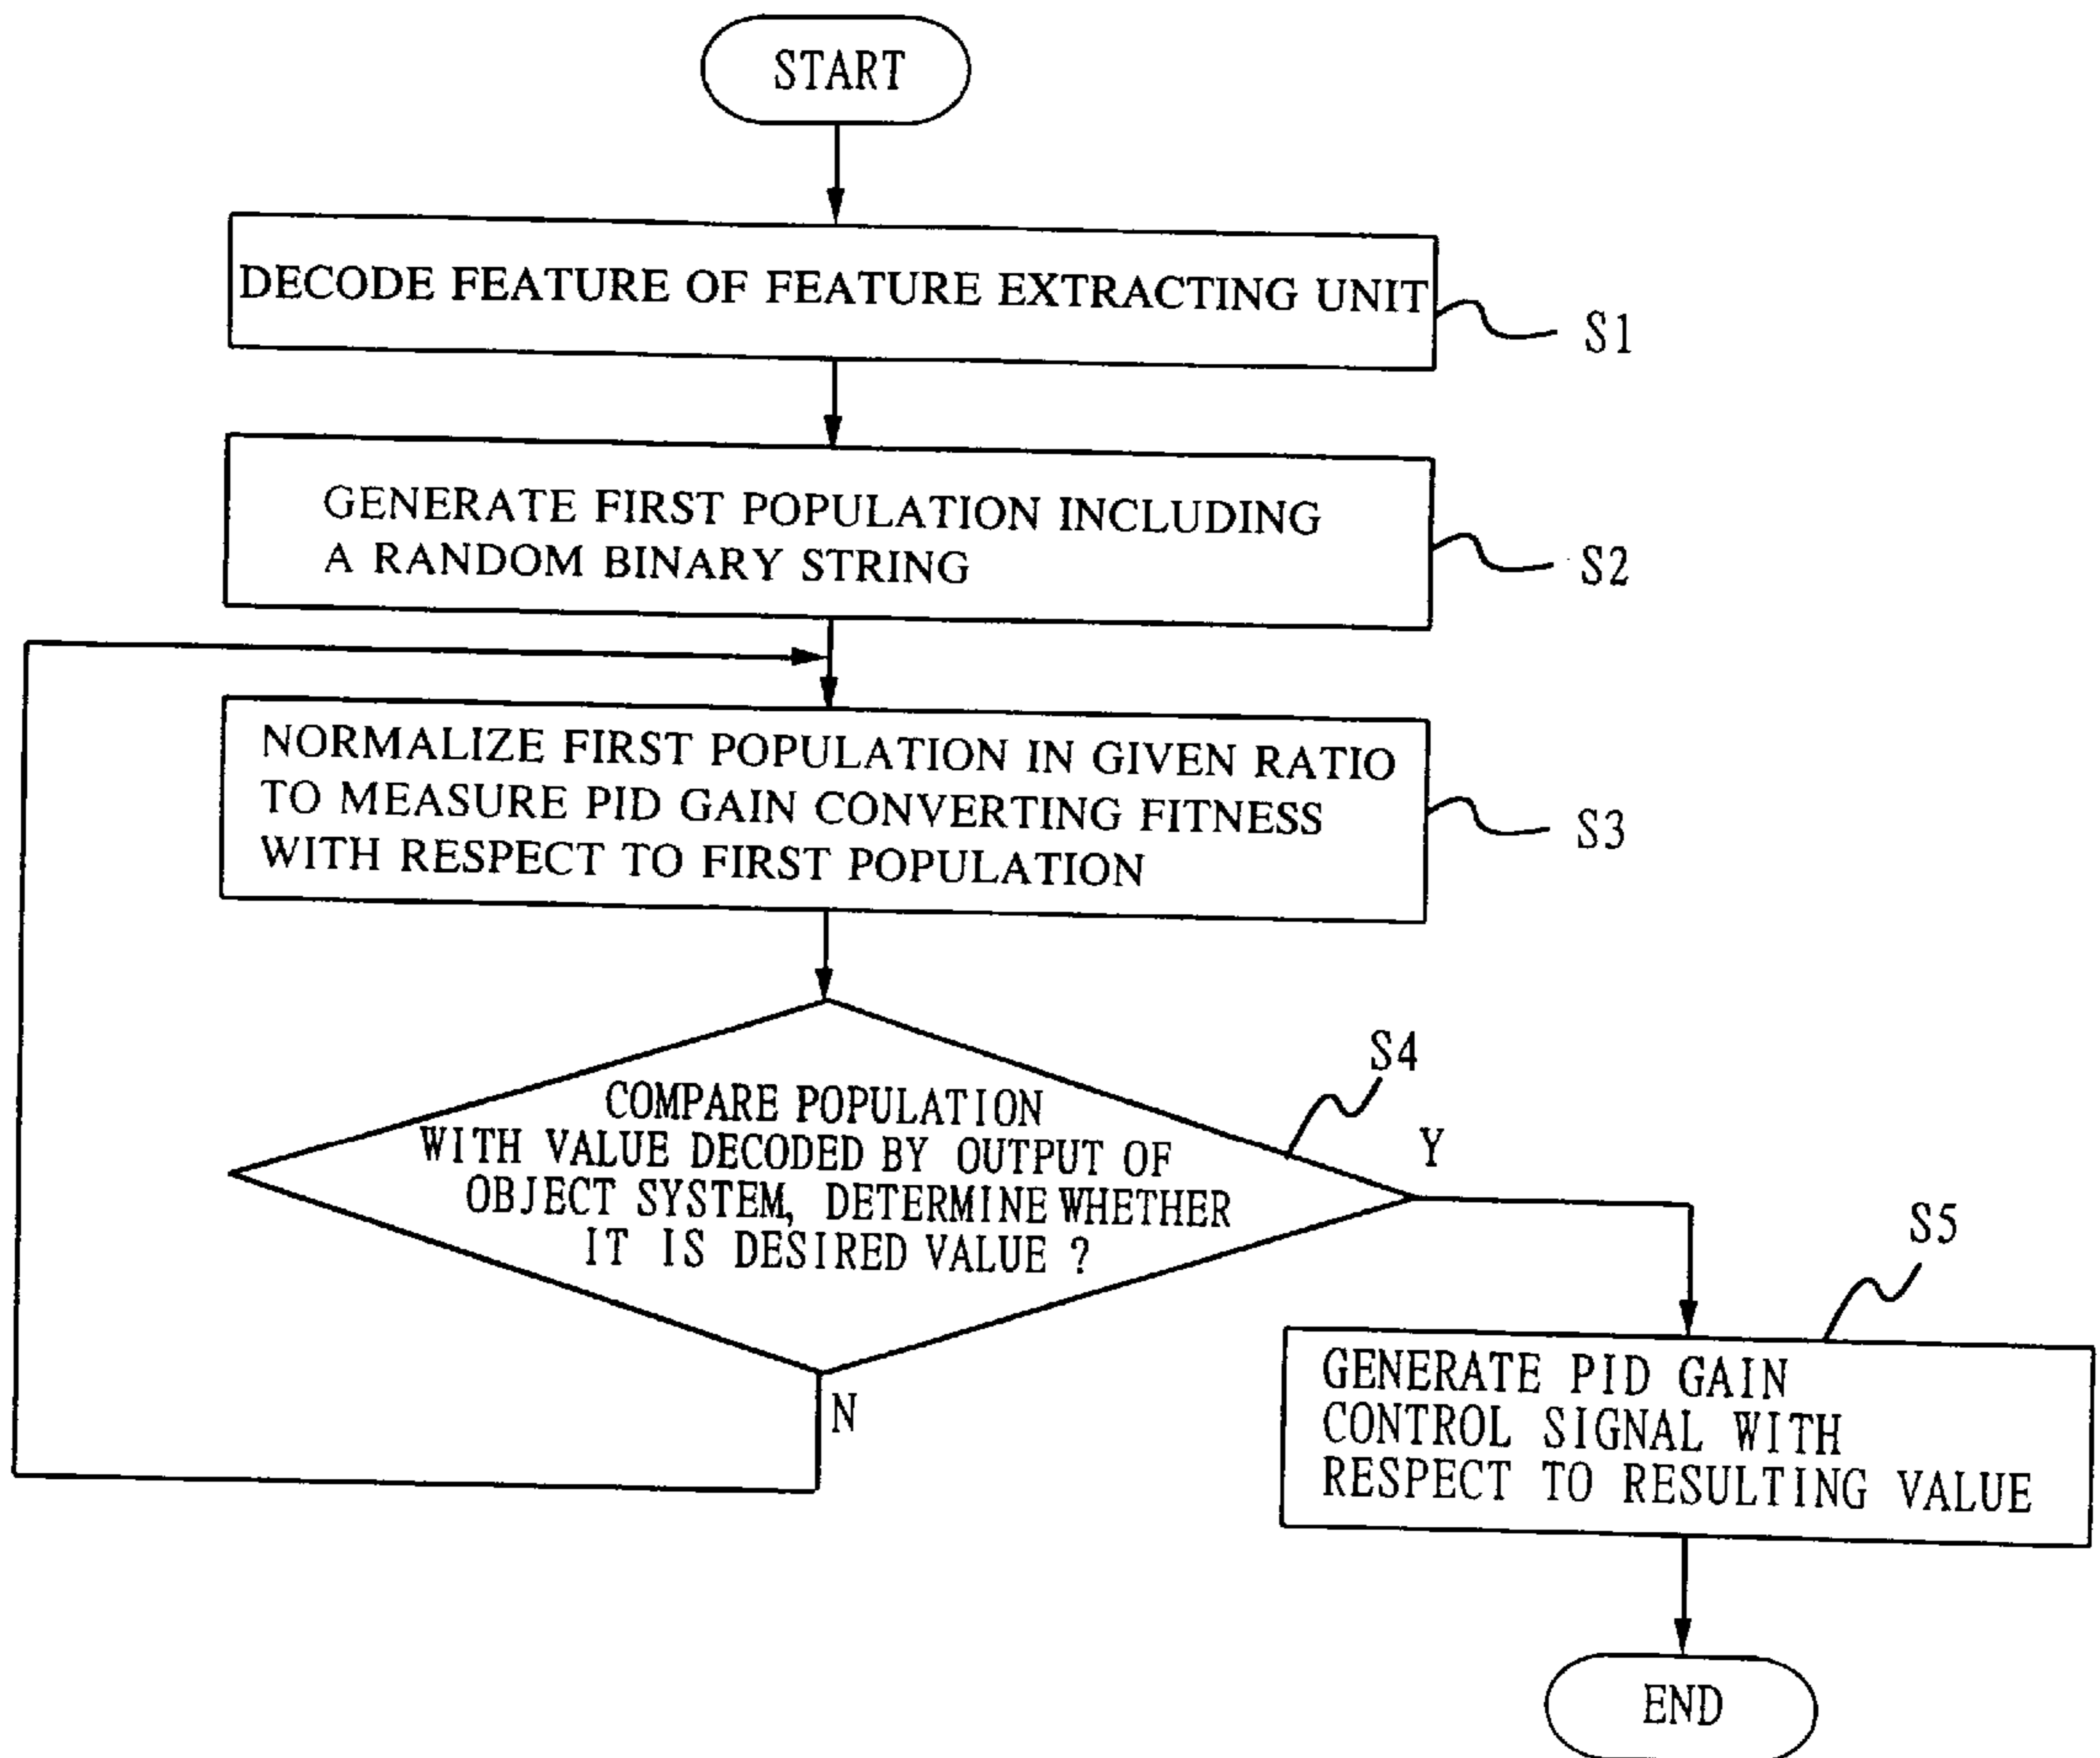 START
DECODE FEATURE OF FEATURE EXTRACTING UNIT
S1
GENERATE FIRST POPULATION INCLUDING
A RANDOM BINARY STRING
S2
NORMALIZE FIRST POPULATION IN GIVEN RATIO
TO MEASURE PID GAIN CONVERTING FITNESS
WITH RESPECT TO FIRST POPULATION
S3
COMPARE POPULATION
WITH VALUE DECODED BY OUTPUT OF
OBJECT SYSTEM, DETERMINE WHETHER
IT IS DESIRED VALUE ?
S4
Y
N
S5
GENERATE PID GAIN
CONTROL SIGNAL WITH
RESPECT TO RESULTING VALUE
END